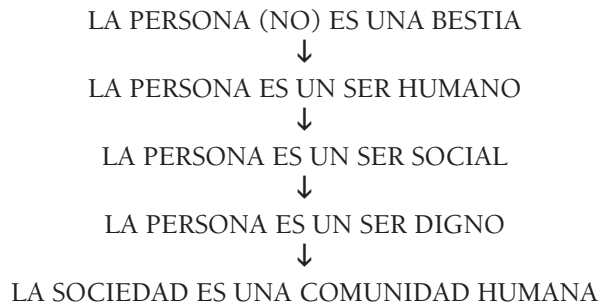 LA PERSONA (NO) ES UNA BESTIA
↓
LA PERSONA ES UN SER HUMANO
↓
LA PERSONA ES UN SER SOCIAL
↓
LA PERSONA ES UN SER DIGNO
↓
LA SOCIEDAD ES UNA COMUNIDAD HUMANA